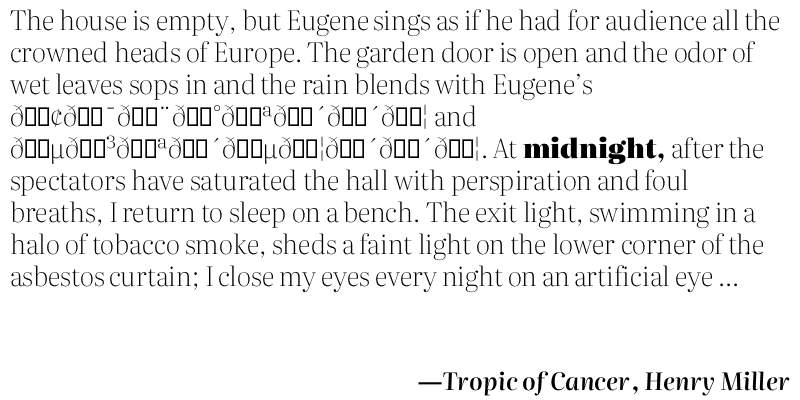 The house is empty, but Eugene sings as if he had for audience all the
crowned heads of Europe. The garden door is open and the odor of
wet leaves sops in and the rain blends with Eugene’s
and
. At midnight, after the
spectators have saturated the hall with perspiration and foul
breaths, I return to sleep on a bench. The exit light, swimming in a
halo of tobacco smoke, sheds a faint light on the lower corner of the
asbestos curtain; I close my eyes every night on an artificial eye ...
—Tropic of Cancer, Henry Miller